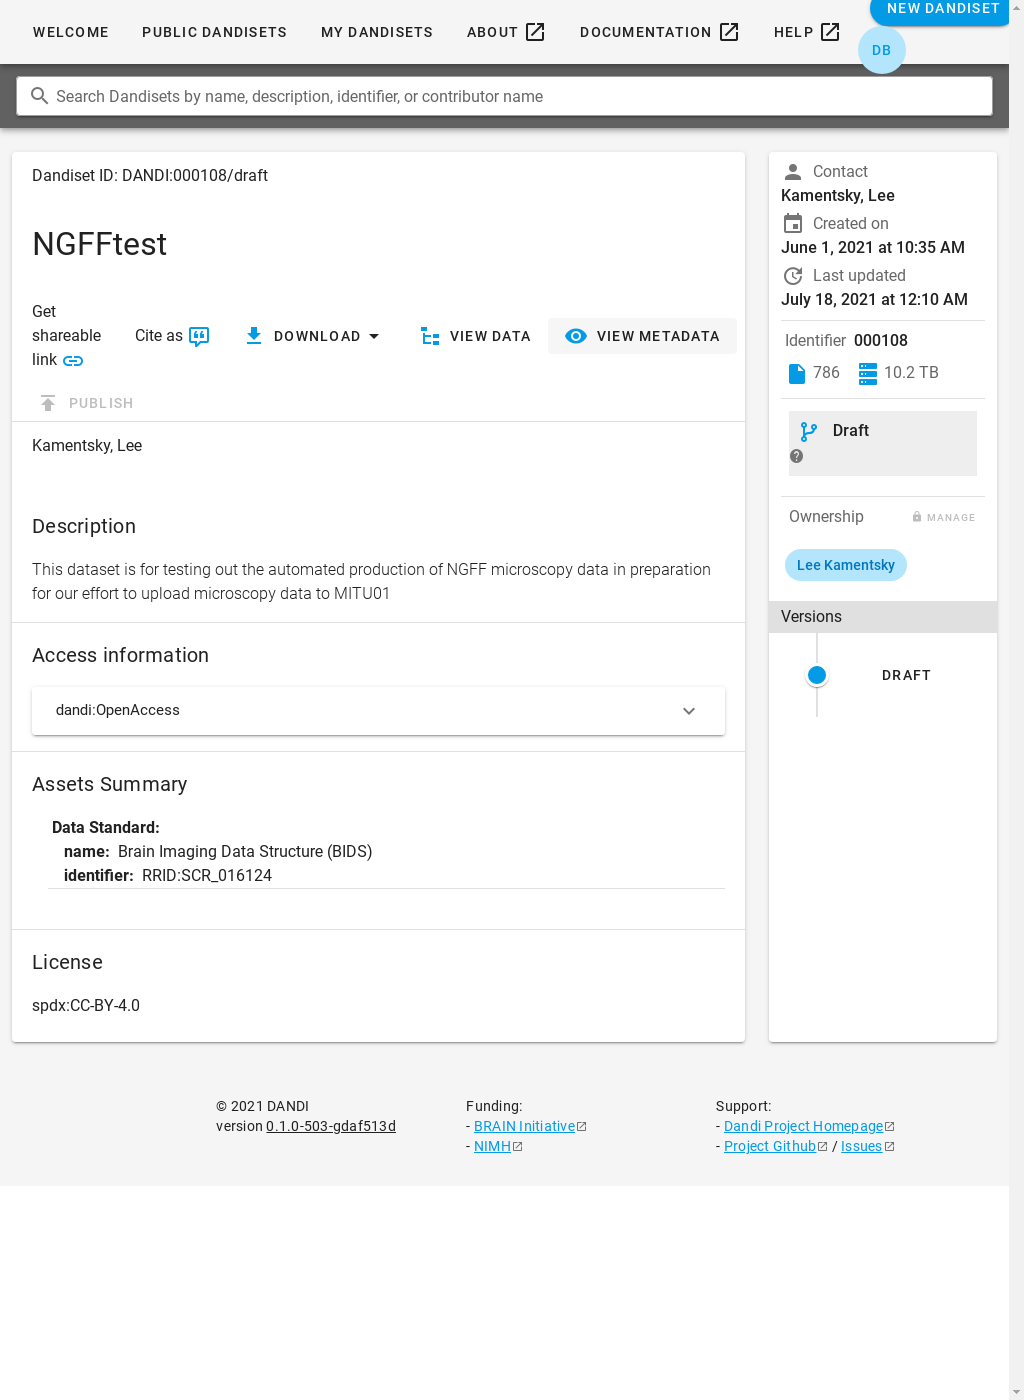 NEW DANDISET
WELCOME PUBLIC DANDISETS MY DANDISETS ABOUT DOCUMENTATION HELP
DB
Search Dandisets by name, description, identifier, or contributor name
Dandiset ID: DANDI:000108/draft
NGFFtest
Get
shareable
link
Cite as DOWNLOAD VIEW DATA VIEW METADATA
PUBLISH
Kamentsky, Lee
Description
This dataset is for testing out the automated production of NGFF microscopy data in preparation
for our effort to upload microscopy data to MITU01
Access information
dandi:OpenAccess
Assets Summary
Data Standard:
name: Brain Imaging Data Structure (BIDS)
identifier: RRID:SCR_016124
License
spdx:CC-BY-4.0
Contact
Kamentsky, Lee
Created on
June 1, 2021 at 10:35 AM
Last updated
July 18, 2021 at 12:10 AM
Identifier 000108
786 10.2 TB
Draft
Ownership MANAGE
Lee Kamentsky
Versions
DRAFT
© 2021 DANDI
version 0.1.0-503-gdaf513d
Funding:
- BRAIN Initiative
- NIMH
Support:
- Dandi Project Homepage
- Project Github / Issues